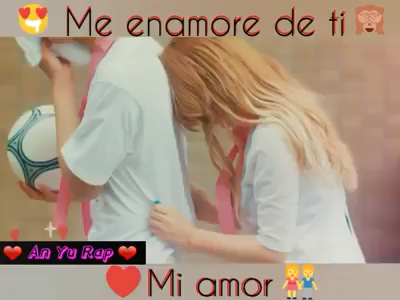 😍 Me enamore de ti 🙈
❤ An Yu Rap ❤
❤Mi amor 👫